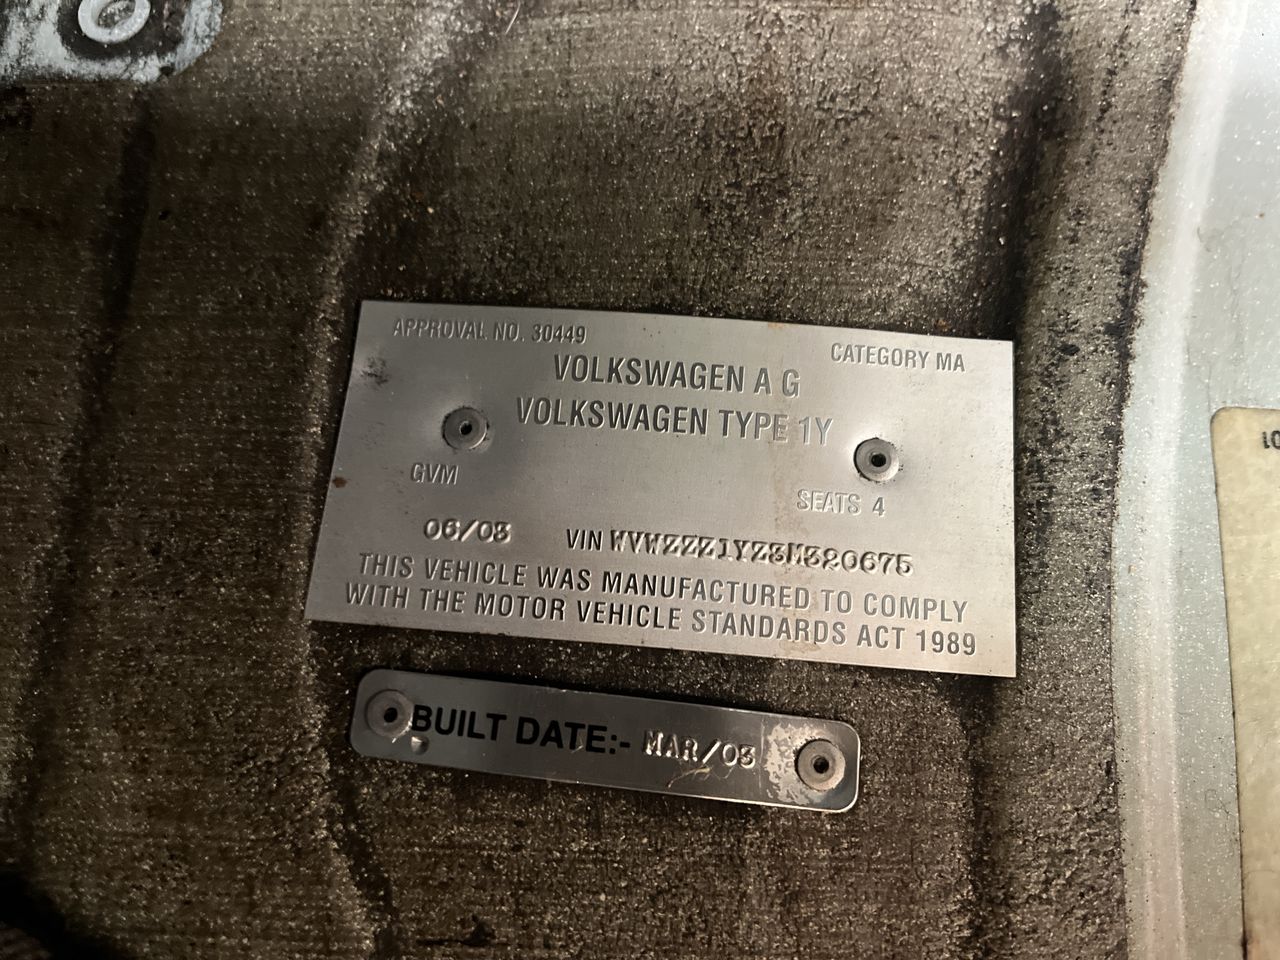 APPROVAL NO. 30449
CATEGORY MA
VOLKSWAGEN A G
VOLKSWAGEN TYPE 1Y
GVM
SEATS 4
06/03 VIN WVWZZZ1YZ3M320675
THIS VEHICLE WAS MANUFACTURED TO COMPLY
WITH THE MOTOR VEHICLE STANDARDS ACT 1989
BUILT DATE:- MAR/03